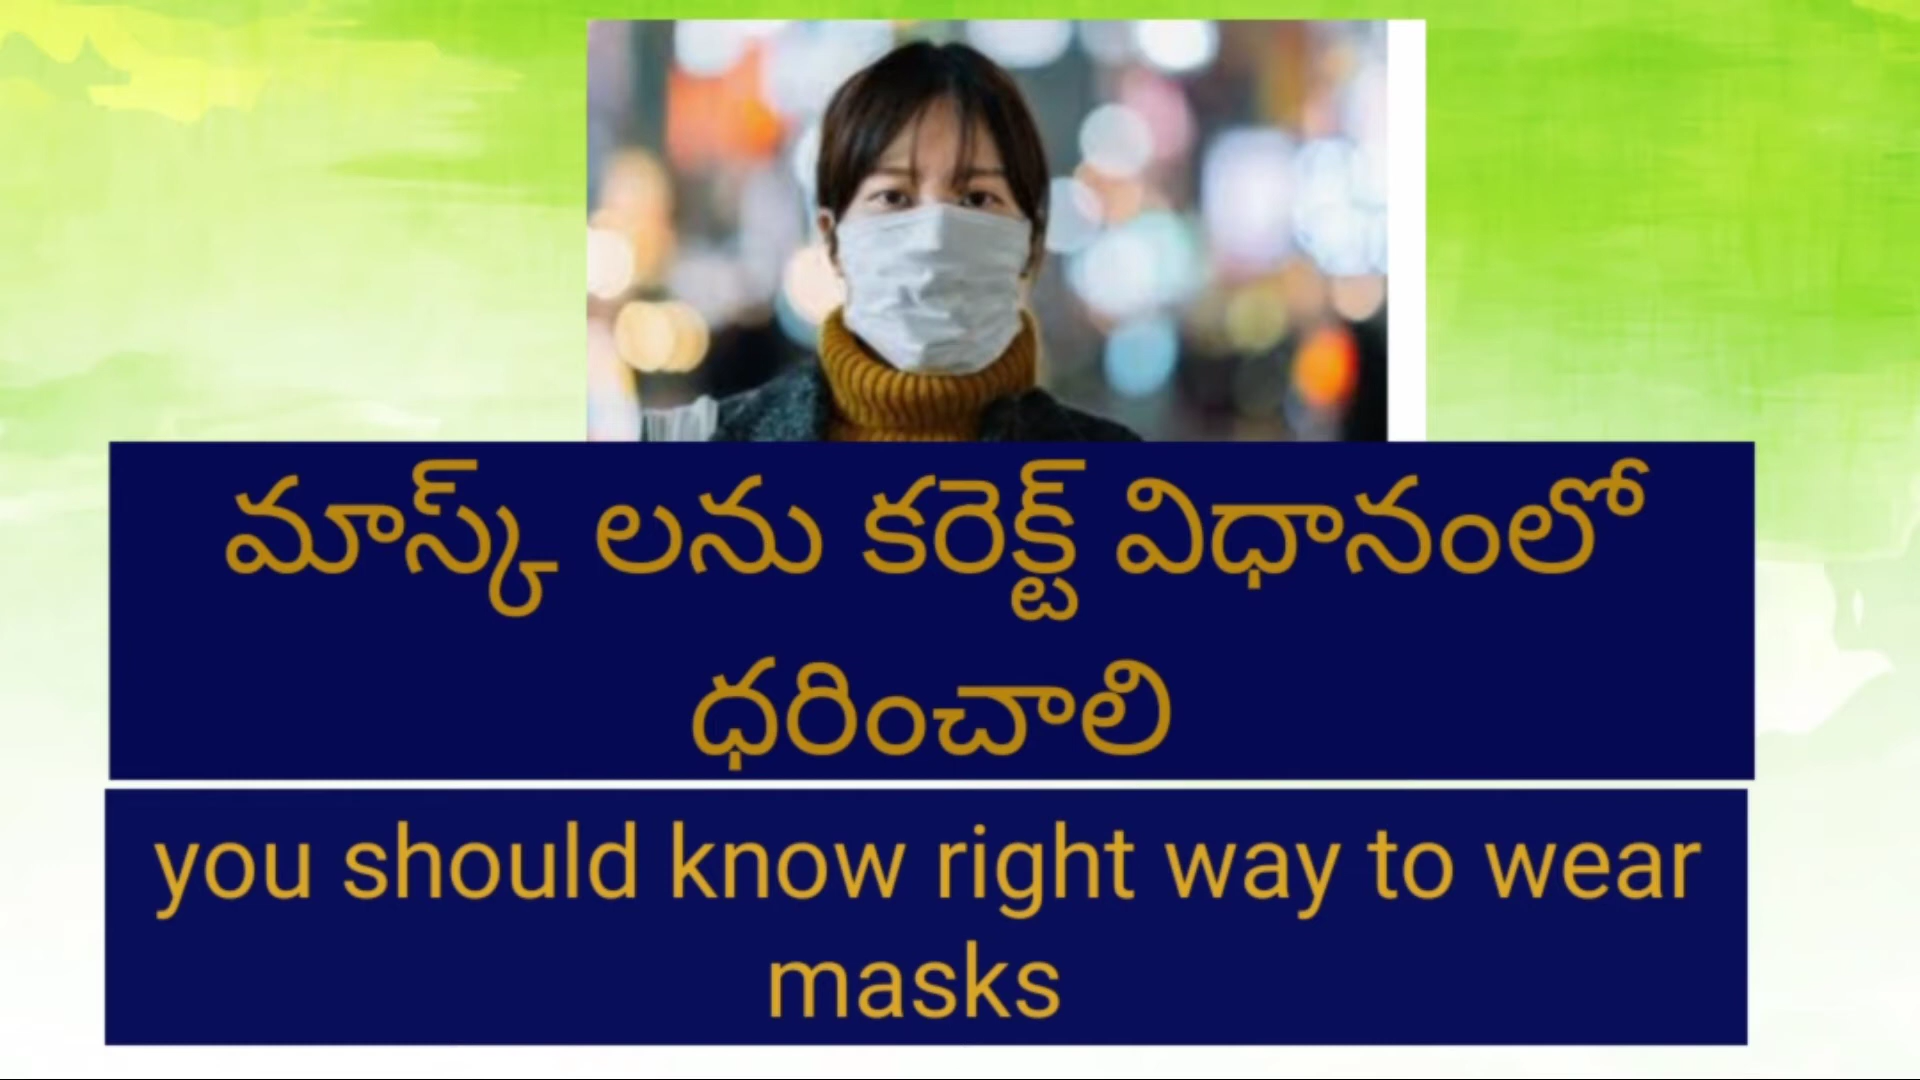 మాస్క్ లను కరెక్ట్ విధానంలో
ధరించాలి
you should know right way to wear
masks